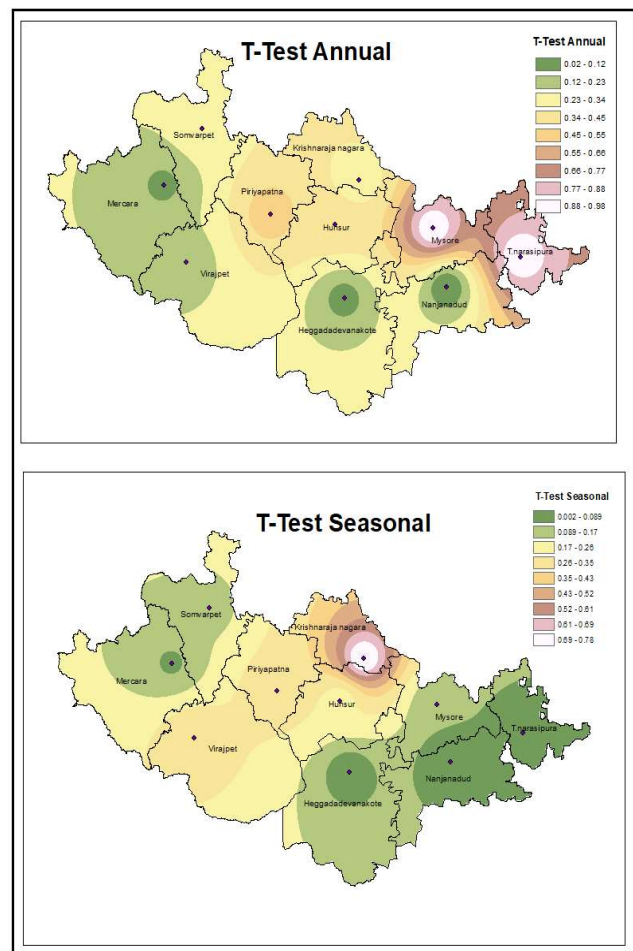 T-Test Annual
T-Test Annual
0.02 - 0.12
0.12 - 0.23
0.23 - 0.34
0.34 - 0.45
0.45 - 0.55
0.55 - 0.66
0.66 - 0.77
0.77 - 0.88
0.88 - 0.98
Somvarpet
Krishnaraja nagara
Piriyapatna
Mercara
Hunsur
Mysore
T.narasipura
Virajpet
Nanjanadud
Heggadadevanakote
T-Test Seasonal
T-Test Seasonal
0.002 - 0.089
0.089 - 0.17
0.17 - 0.26
0.26 - 0.35
0.35 - 0.43
0.43 - 0.52
0.52 - 0.61
0.61 - 0.69
0.69 - 0.78
Somvarpet
Krishnaraja nagara
Piriyapatna
Mercara
Hunsur
Mysore
T.narasipura
Virajpet
Nanjanadud
Heggadadevanakote